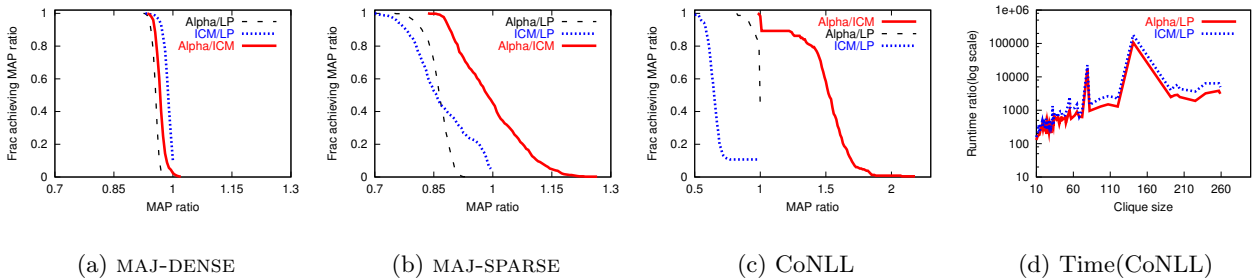 Frac achieving MAP ratio
1
0.8
0.6
0.4
0.2
0
0.7 0.85 1 1.15 1.3
MAP ratio
Alpha/LP
ICM/LP
Alpha/ICM
(a) MAJ-DENSE
Frac achieving MAP ratio
1
0.8
0.6
0.4
0.2
0
0.7 0.85 1 1.15 1.3
MAP ratio
Alpha/LP
ICM/LP
Alpha/ICM
(b) MAJ-SPARSE
Frac achieving MAP ratio
1
0.8
0.6
0.4
0.2
0
0.5 1 1.5 2
MAP ratio
Alpha/ICM
Alpha/LP
ICM/LP
(c) CoNLL
Runtime ratio(log scale)
1e+06
100000
10000
1000
100
10
10 60 110 160 210 260
Clique size
Alpha/LP
ICM/LP
(d) Time(CoNLL)